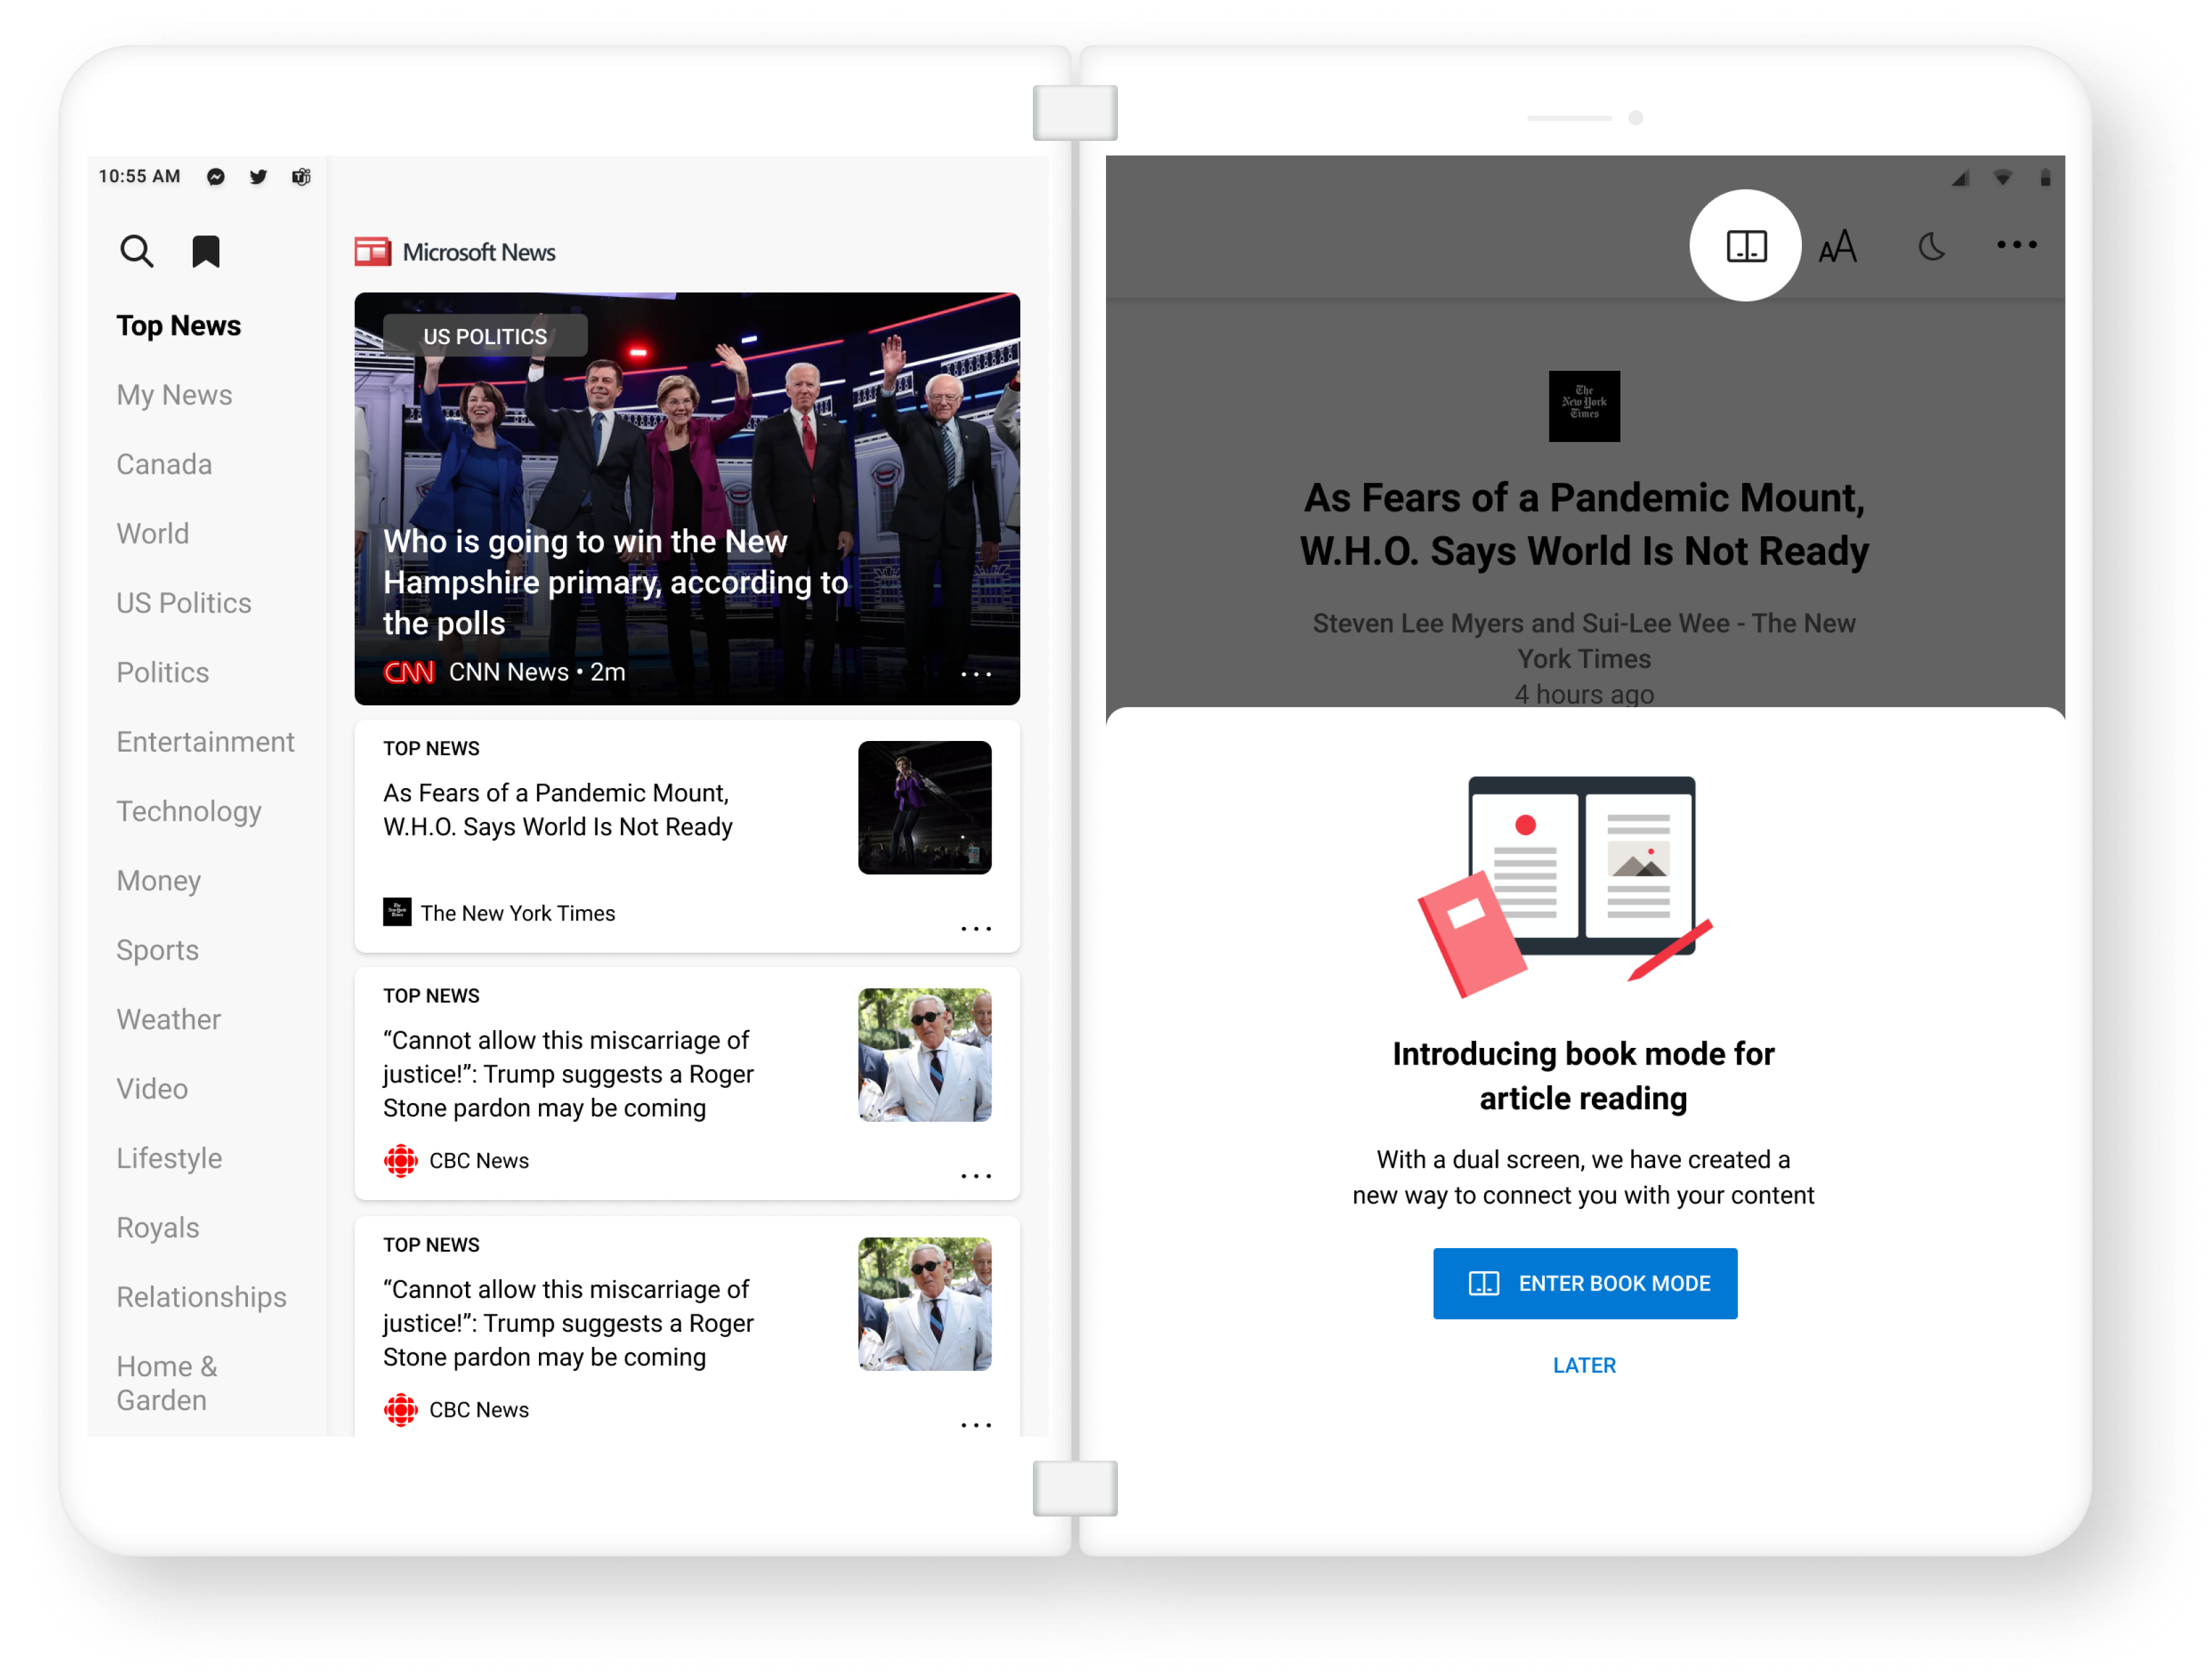 10:55 AM
Top News
My News
Canada
World
US Politics
Politics
Entertainment
Technology
Money
Sports
Weather
Video
Lifestyle
Royals
Relationships
Home &
Garden
Microsoft News
US POLITICS
Who is going to win the New
Hampshire primary, according to
the polls
CNN CNN News • 2m
TOP NEWS
As Fears of a Pandemic Mount,
W.H.O. Says World Is Not Ready
The New York Times
TOP NEWS
“Cannot allow this miscarriage of
justice!”: Trump suggests a Roger
Stone pardon may be coming
CBC News
TOP NEWS
“Cannot allow this miscarriage of
justice!”: Trump suggests a Roger
Stone pardon may be coming
CBC News
AA
The
New York
Times
As Fears of a Pandemic Mount,
W.H.O. Says World Is Not Ready
Steven Lee Myers and Sui-Lee Wee - The New
York Times
4 hours ago
Introducing book mode for
article reading
With a dual screen, we have created a
new way to connect you with your content
ENTER BOOK MODE
LATER